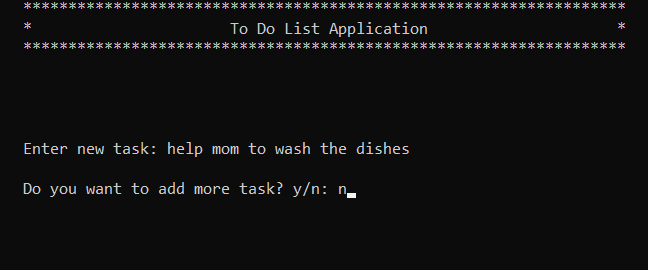 *******************************************************************
* To Do List Application *
*******************************************************************
Enter new task: help mom to wash the dishes
Do you want to add more task? y/n: n